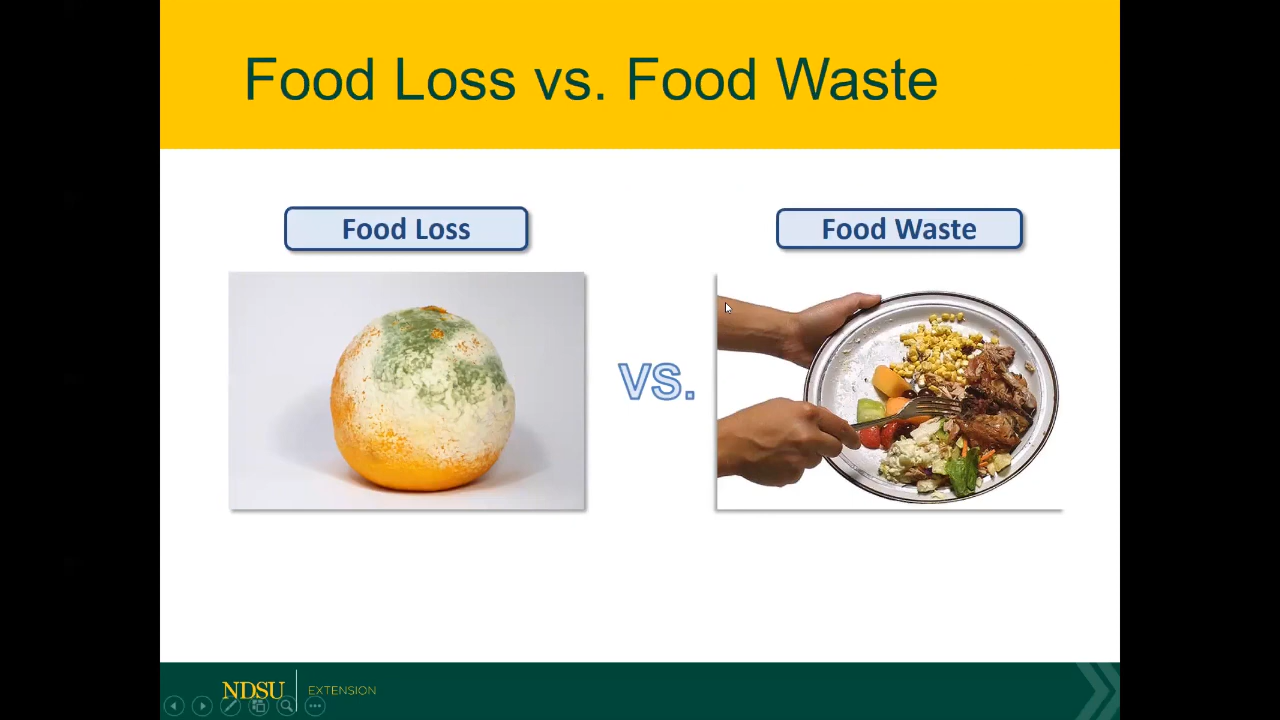 Food Loss vs. Food Waste
Food Loss
Food Waste
VS.
NDSU
EXTENSION